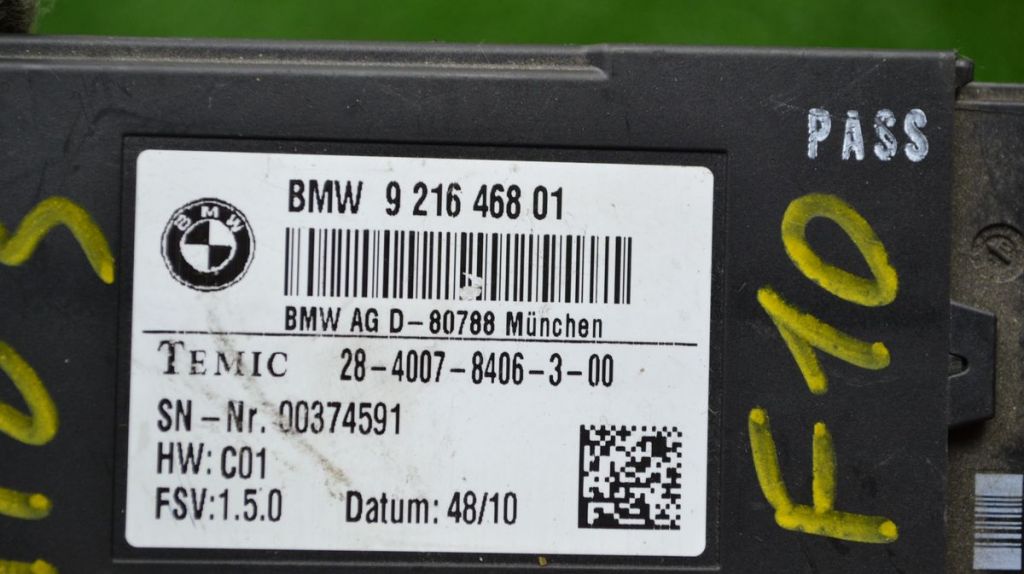 PASS
BMW 9 216 468 01
BMW
BMW AG D-80788 München
TEMIC 28-4007-8406-3-00
SN-Nr. 00374591
HW: C01
FSV:1.5.0 Datum: 48/10
F10